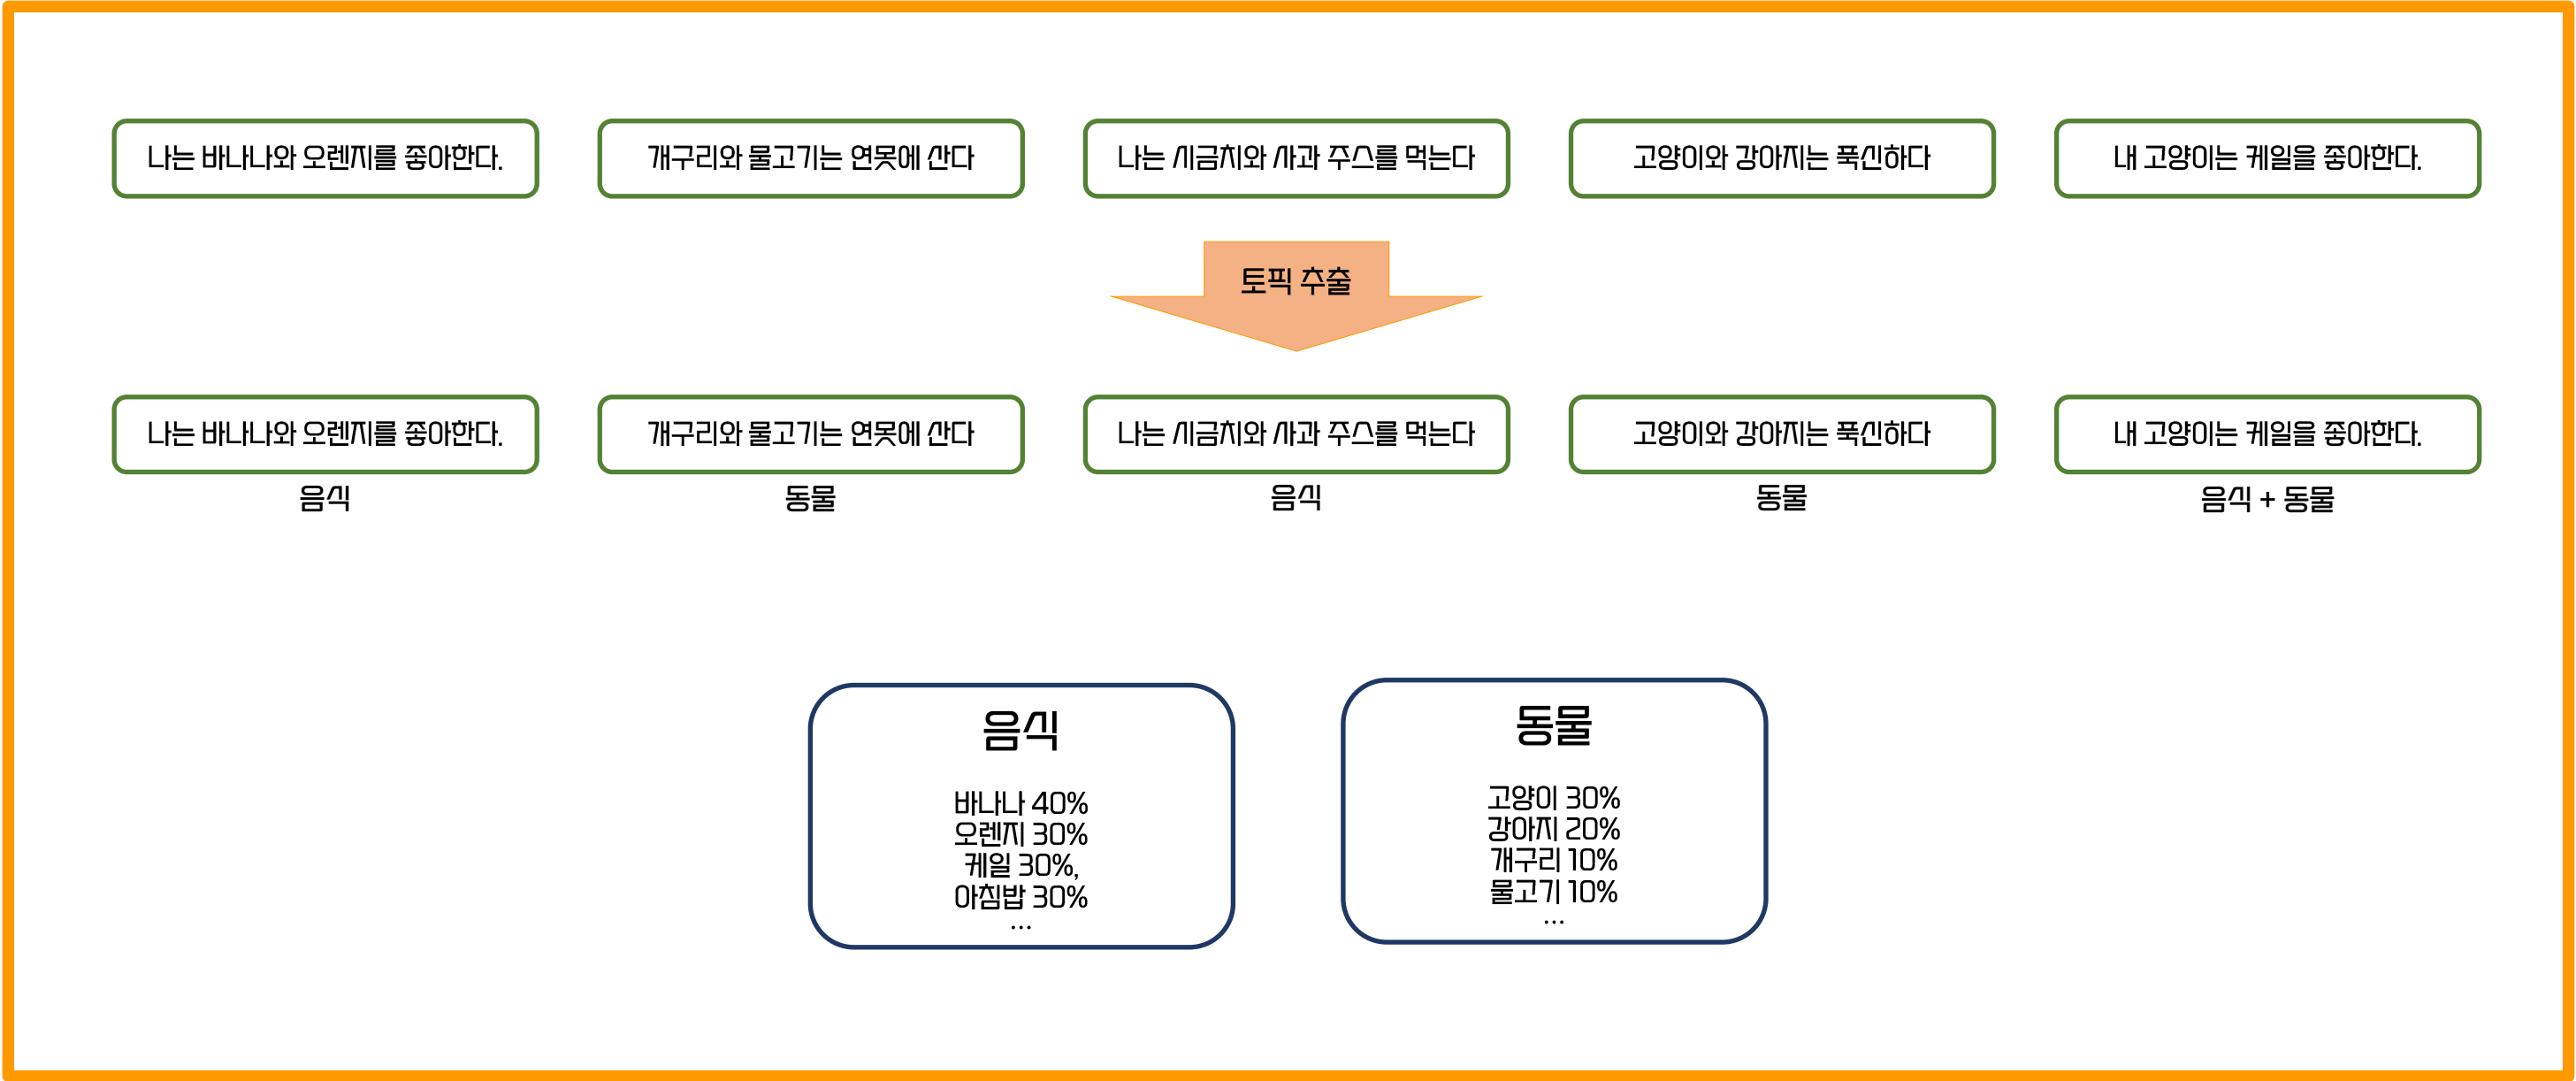 나는 바나나와 오렌지를 좋아한다.
개구리와 물고기는 연못에 산다
나는 시금치와 사과 주스를 먹는다
고양이와 강아지는 푹신하다
내 고양이는 케일을 좋아한다.
토픽 추출
나는 바나나와 오렌지를 좋아한다.
개구리와 물고기는 연못에 산다
나는 시금치와 사과 주스를 먹는다
고양이와 강아지는 푹신하다
내 고양이는 케일을 좋아한다.
음식
동물
음식
동물
음식 + 동물
음식
바나나 40%
오렌지 30%
케일 30%,
아침밥 30%
...
동물
고양이 30%
강아지 20%
개구리 10%
물고기 10%
...